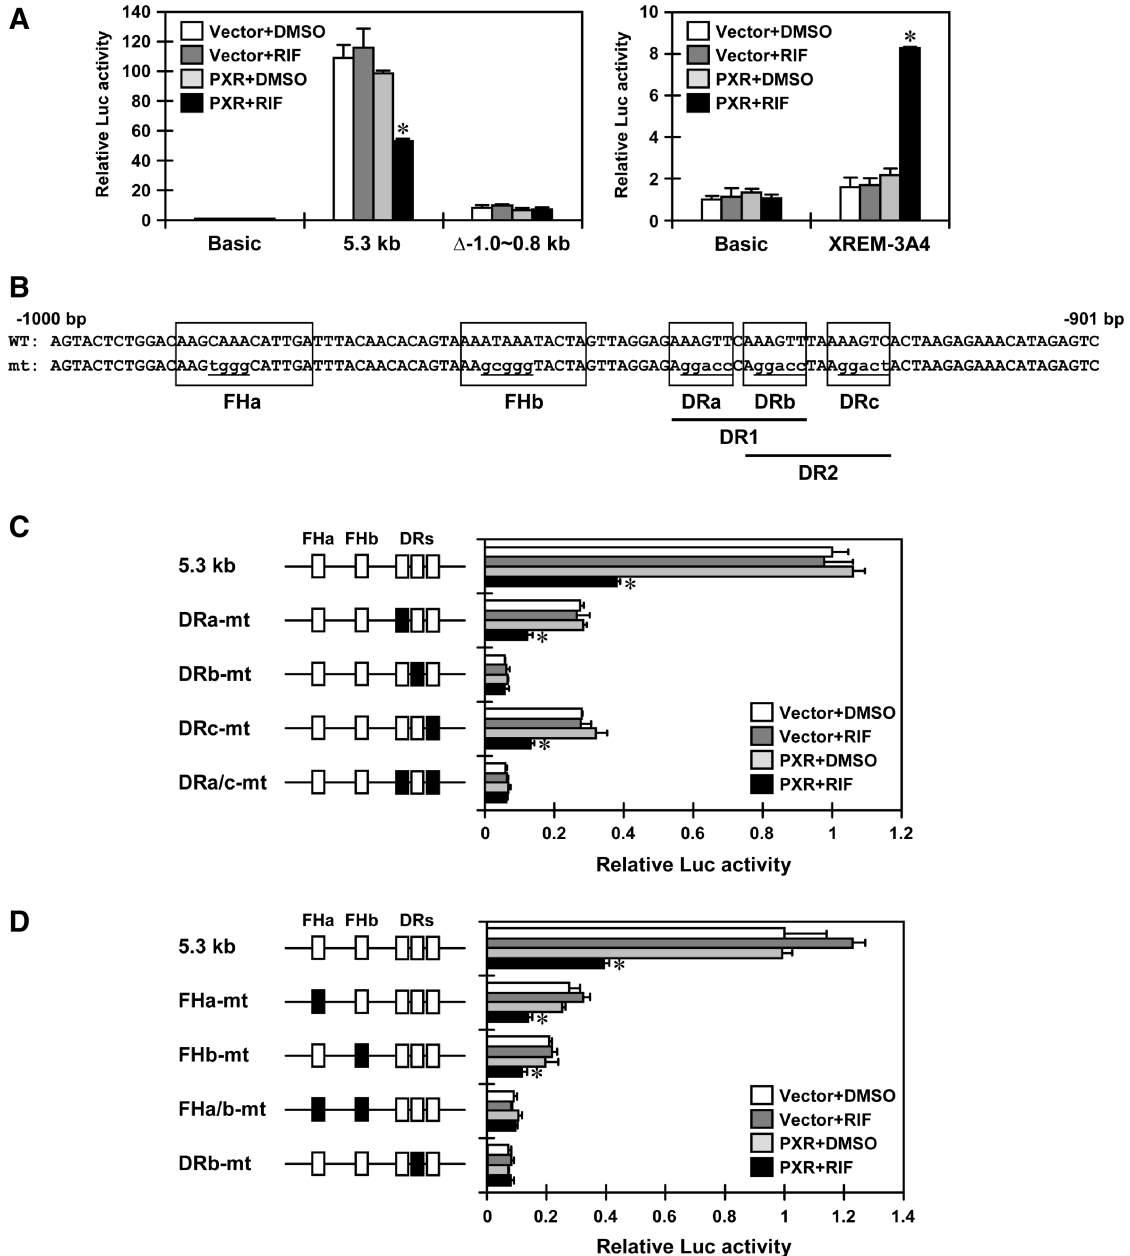 A
Relative Luc activity
140
120
100
80
60
40
20
0
Vector+DMSO
Vector+RIF
PXR+DMSO
PXR+RIF
*
Basic
5.3 kb
Δ-1.0~0.8 kb
Relative Luc activity
10
8
6
4
2
0
Vector+DMSO
Vector+RIF
PXR+DMSO
PXR+RIF
*
Basic
XREM-3A4
B
-1000 bp
-901 bp
WT: AGTACTCTGGACAAGCAAACATTGATTTACAACACAGTAAAATAAATACTAGTTAGGAGAAAGTTCAAAGTTTAAAAGTCACTAAGAGAAACATAGAGTC
mt: AGTACTCTGGACAAGtgggCATTGATTTACAACACAGTAAAgcgggTACTAGTTAGGAGAggaccCAggaccTAAggactACTAAGAGAAACATAGAGTC
FHa
FHb
DRa
DRb
DRc
DR1
DR2
C
FHa FHb DRs
5.3 kb
*
DRa-mt
*
DRb-mt
DRc-mt
*
DRa/c-mt
Vector+DMSO
Vector+RIF
PXR+DMSO
PXR+RIF
0 0.2 0.4 0.6 0.8 1 1.2
Relative Luc activity
D
FHa FHb DRs
5.3 kb
*
FHa-mt
*
FHb-mt
*
FHa/b-mt
DRb-mt
Vector+DMSO
Vector+RIF
PXR+DMSO
PXR+RIF
0 0.2 0.4 0.6 0.8 1 1.2 1.4
Relative Luc activity